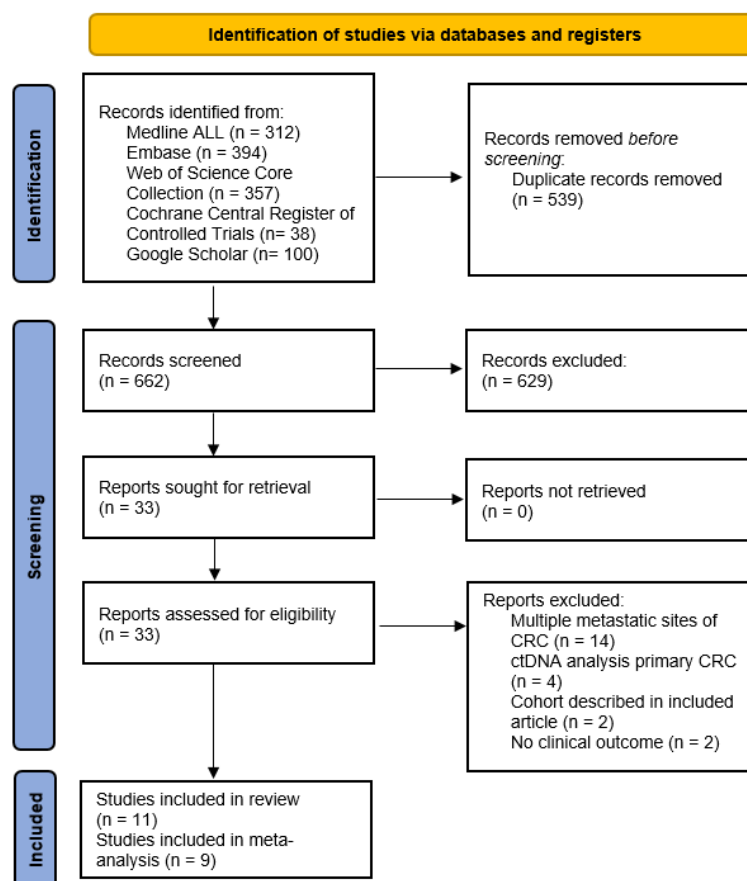 Identification of studies via databases and registers
Identification
Records identified from:
Medline ALL (n = 312)
Embase (n = 394)
Web of Science Core
Collection (n = 357)
Cochrane Central Register of
Controlled Trials (n= 38)
Google Scholar (n= 100)
Records removed before
screening:
Duplicate records removed
(n = 539)
Screening
Records screened
(n = 662)
Records excluded:
(n = 629)
Reports sought for retrieval
(n = 33)
Reports not retrieved
(n = 0)
Reports assessed for eligibility
(n = 33)
Reports excluded:
Multiple metastatic sites of
CRC (n = 14)
ctDNA analysis primary CRC
(n = 4)
Cohort described in included
article (n = 2)
No clinical outcome (n = 2)
Included
Studies included in review
(n = 11)
Studies included in meta-
analysis (n = 9)